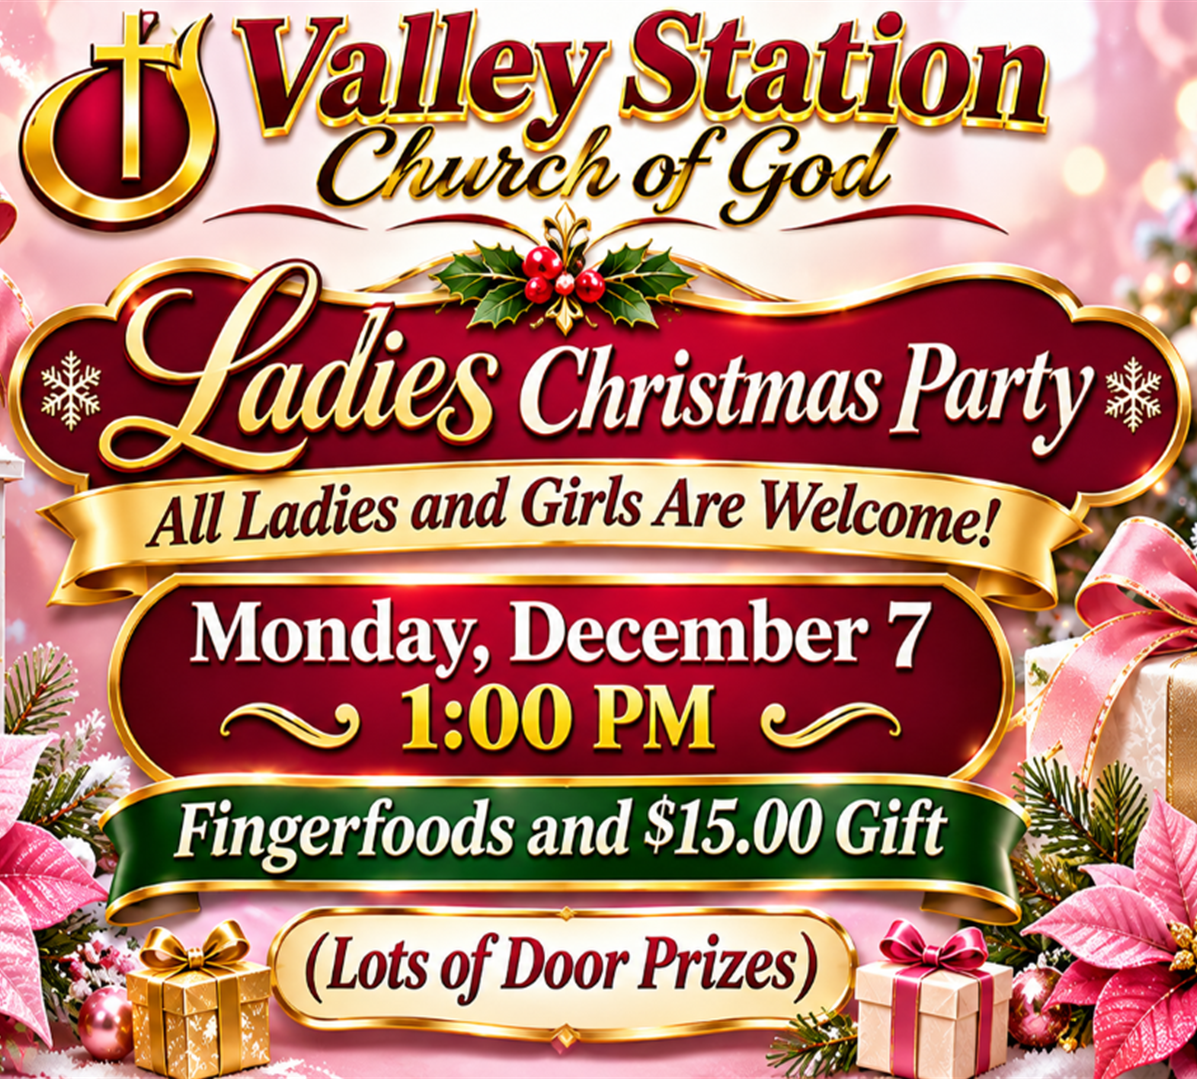 Valley Station
Church of God
Ladies Christmas Party
All Ladies and Girls Are Welcome!
Monday, December 7
1:00 PM
Fingerfoods and $15.00 Gift
(Lots of Door Prizes)